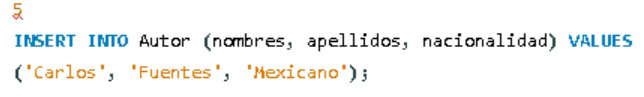 5
INSERT INTO Autor (nombres, apellidos, nacionalidad) VALUES
('Carlos', 'Fuentes', 'Mexicano');